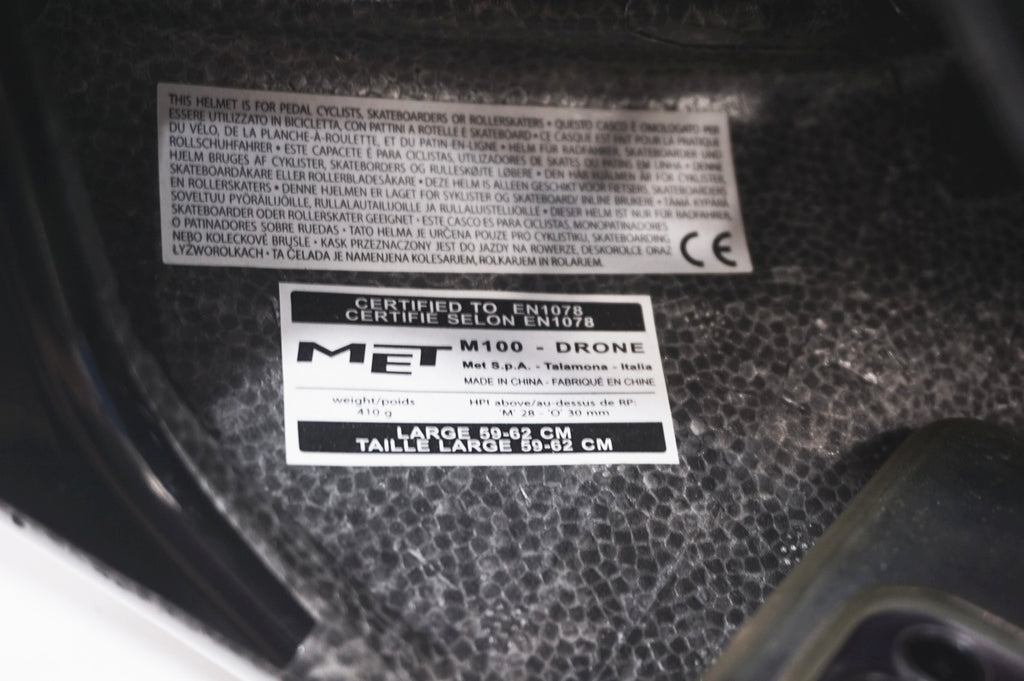 THIS HELMET IS FOR PEDAL CYCLISTS, SKATEBOARDERS OR ROLLERSKATERS • QUESTO CASCO É OMOLOGATO PER
ESSERE UTILIZZATO IN BICICLETTA, CON PATTINI A ROTELLE E SKATEBOARD • CE CASQUE EST FAIT POUR LA PRATIQUE
DU VÉLO, DE LA PLANCHE-À-ROULETTE, ET DU PATIN-EN-LIGNE • HELM FÜR RADFAHRER, SKATEBOARDER UND
ROLLSCHUHFAHRER • ESTE CAPACETE É PARA CICLISTAS, UTILIZADORES DE SKATES OU PATINS EM LINHA • DENNE
HJELM BRUGES AF CYKLISTER, SKATEBORDERS OG RULLESKØJTE LØBERE • DEN HÄR HJÄLMEN ÄR FÖR CYKLISTER,
SKATEBOARDÅKARE ELLER ROLLERBLADESÅKARE • DEZE HELM IS ALLEEN GESCHIKT VOOR FIETSERS, SKATEBOARDERS
EN ROLLERSKATERS • DENNE HJELMEN ER LAGET FOR SYKLISTER OG SKATEBOARD/ INLINE BRUKERE • TÄMÄ KYPÄRÄ
SOVELTUU PYÖRÄILIJÖILLE, RULLALAUTAILIJOILLE JA RULLALUISTELIJOILLE • DIESER HELM IST NUR FÜR RADFAHRER,
SKATEBOARDER ODER ROLLERSKATER GEEIGNET • ESTE CASCO ES PARA CICLISTAS, MONOPATINADORES
O PATINADORES SOBRE RUEDAS • TATO HELMA JE URČENA POUZE PRO CYKLISTIKU, SKATEBOARDING
NEBO KOLECKOVÉ BRUSLE • KASK PRZEZNACZONY JEST DO JAZDY NA ROWERZE, DESKOROLCE ORAZ
ŁYŻWOROLKACH • TA ČELADA JE NAMENJENA KOLESARJEM, ROLKARJEM IN ROLARJEM.
CE
CERTIFIED TO EN1078
CERTIFIÉ SELON EN1078
MET
M100 - DRONE
Met S.p.A. - Talamona - Italia
MADE IN CHINA - FABRIQUÉ EN CHINE
weight/poids
410 g
HPI above/au-dessus de RP:
'M' 28 - 'O' 30 mm
LARGE 59-62 CM
TAILLE LARGE 59-62 CM